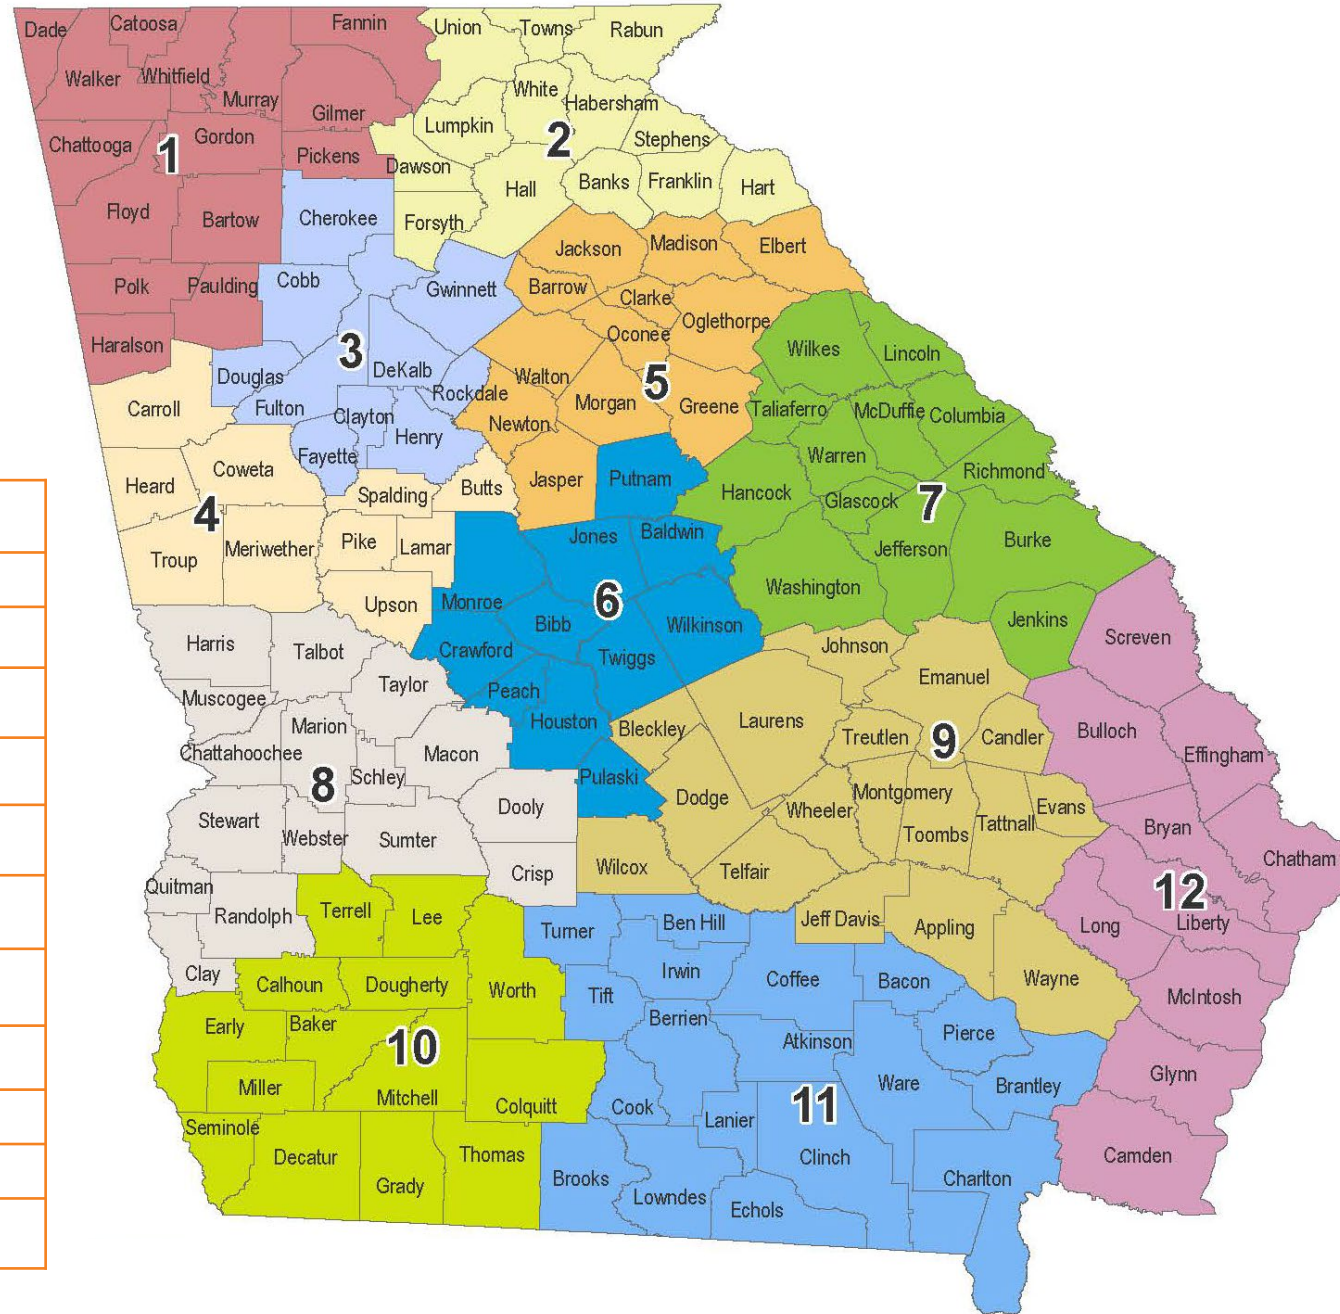 Dade
Catoosa
Fannin
Walker
Whitfield
Murray
Gilmer
Chattooga
Gordon
Pickens
1
Floyd
Bartow
Polk
Paulding
Haralson
Union
Towns
Rabun
White
Habersham
Lumpkin
Stephens
2
Dawson
Hall
Banks
Franklin
Hart
Forsyth
Cherokee
Cobb
Gwinnett
3
DeKalb
Douglas
Rockdale
Fulton
Clayton
Henry
Fayette
Carroll
Coweta
Heard
Spalding
Butts
4
Troup
Meriwether
Pike
Lamar
Upson
Jackson
Madison
Elbert
Barrow
Clarke
Oglethorpe
Oconee
Walton
5
Morgan
Greene
Newton
Jasper
Putnam
Jones
Baldwin
Monroe
6
Bibb
Wilkinson
Crawford
Twiggs
Peach
Houston
Pulaski
Wilkes
Lincoln
Taliaferro
McDuffie
Columbia
Warren
Richmond
Hancock
Glascock
7
Jefferson
Burke
Washington
Jenkins
Harris
Talbot
Taylor
Muscogee
Marion
Chattahoochee
Macon
Schley
8
Dooly
Stewart
Webster
Sumter
Crisp
Quitman
Randolph
Clay
Johnson
Emanuel
Laurens
Bleckley
Treutlen
9
Candler
Dodge
Wheeler
Montgomery
Toombs
Tattnall
Evans
Wilcox
Telfair
Jeff Davis
Appling
Wayne
Terrell
Lee
Calhoun
Dougherty
Worth
Early
Baker
10
Miller
Mitchell
Colquitt
Seminole
Decatur
Grady
Thomas
Turner
Ben Hill
Irwin
Coffee
Bacon
Tift
Berrien
Atkinson
Pierce
Ware
Brantley
Cook
Lanier
11
Clinch
Brooks
Lowndes
Echols
Charlton
Screven
Bulloch
Effingham
Bryan
Chatham
12
Long
Liberty
McIntosh
Glynn
Camden